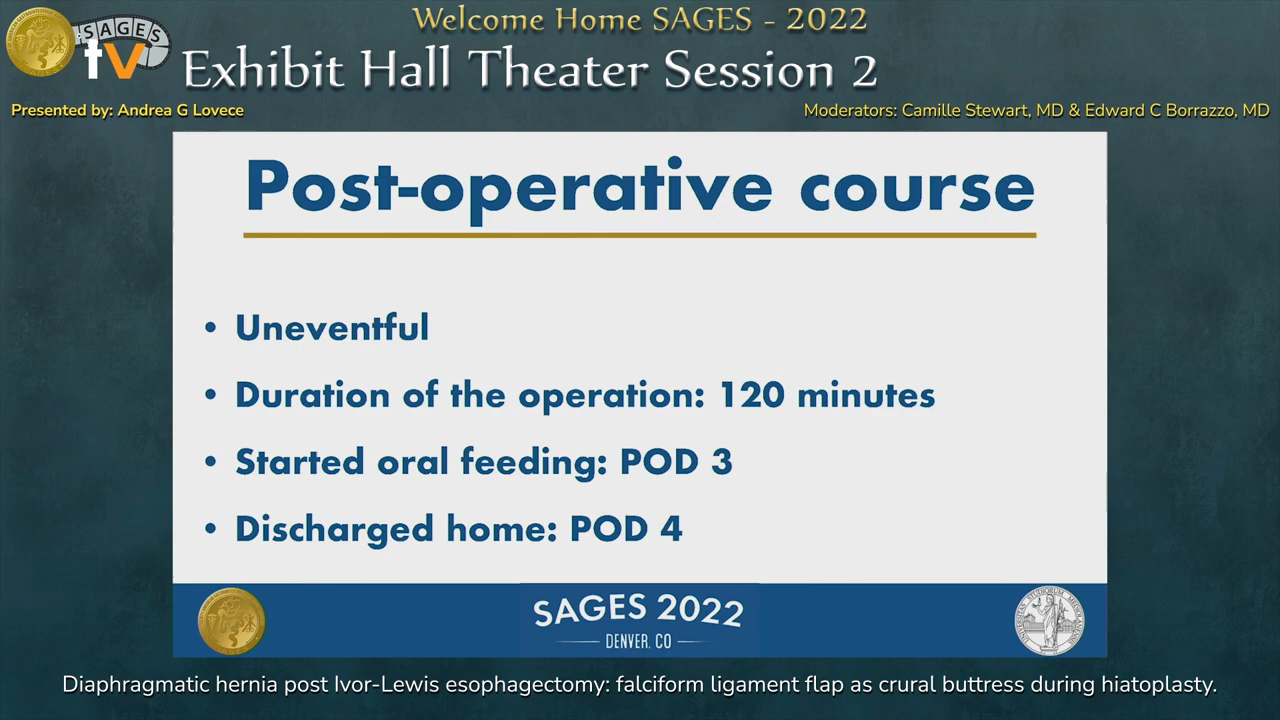 Welcome Home SAGES - 2022
SAGES
tv
Exhibit Hall Theater Session 2
Presented by: Andrea G Lovece
Moderators: Camille Stewart, MD & Edward C Borrazzo, MD
Post-operative course
• Uneventful
• Duration of the operation: 120 minutes
• Started oral feeding: POD 3
• Discharged home: POD 4
SAGES 2022
DENVER, CO
Diaphragmatic hernia post Ivor-Lewis esophagectomy: falciform ligament flap as crural buttress during hiatoplasty.